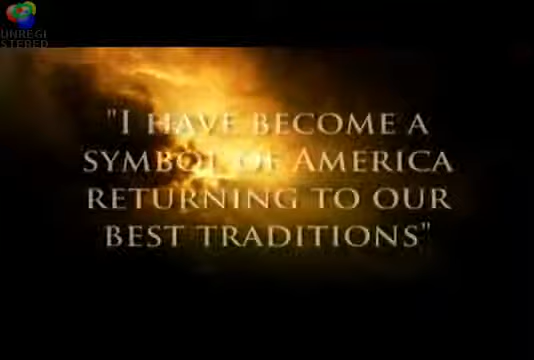 UNREGI
STERED
"I HAVE BECOME A
SYMBOL OF AMERICA
RETURNING TO OUR
BEST TRADITIONS"